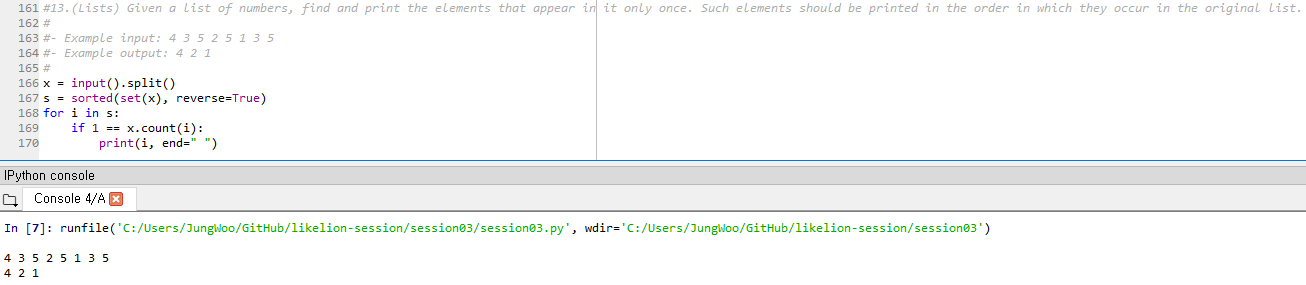 161 #13.(Lists) Given a list of numbers, find and print the elements that appear in it only once. Such elements should be printed in the order in which they occur in the original list.
162 #
163 #- Example input: 4 3 5 2 5 1 3 5
164 #- Example output: 4 2 1
165 #
166 x = input().split()
167 s = sorted(set(x), reverse=True)
168 for i in s:
169     if 1 == x.count(i):
170         print(i, end=" ")
IPython console
Console 4/A
In [7]: runfile('C:/Users/JungWoo/GitHub/likelion-session/session03/session03.py', wdir='C:/Users/JungWoo/GitHub/likelion-session/session03')
4 3 5 2 5 1 3 5
4 2 1